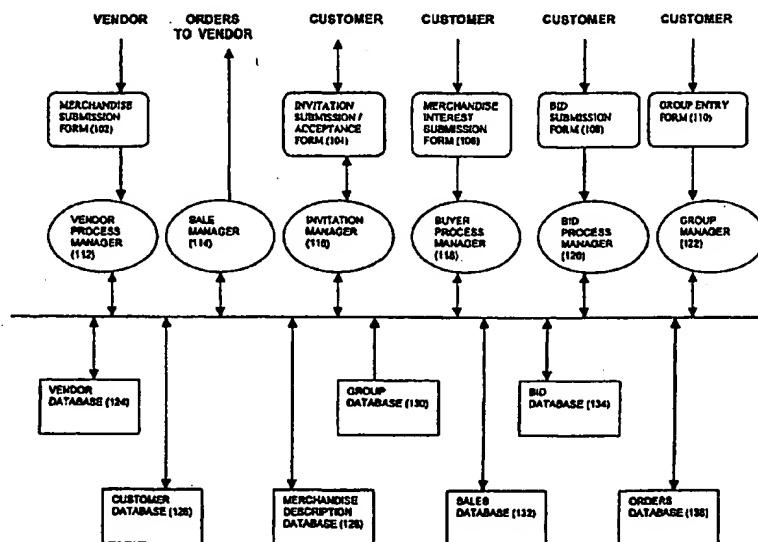 VENDOR
ORDERS
TO VENDOR
CUSTOMER
CUSTOMER
CUSTOMER
CUSTOMER
MERCHANDISE
SUBMISSION
FORM (102)
INVITATION
SUBMISSION /
ACCEPTANCE
FORM (104)
MERCHANDISE
INTEREST
SUBMISSION
FORM (106)
BID
SUBMISSION
FORM (108)
GROUP ENTRY
FORM (110)
VENDOR
PROCESS
MANAGER
(112)
SALE
MANAGER
(114)
INVITATION
MANAGER
(116)
BUYER
PROCESS
MANAGER
(118)
BID
PROCESS
MANAGER
(120)
GROUP
MANAGER
(122)
VENDOR
DATABASE (124)
GROUP
DATABASE (130)
BID
DATABASE (134)
CUSTOMER
DATABASE (126)
MERCHANDISE
DESCRIPTION
DATABASE (128)
SALES
DATABASE (132)
ORDERS
DATABASE (136)